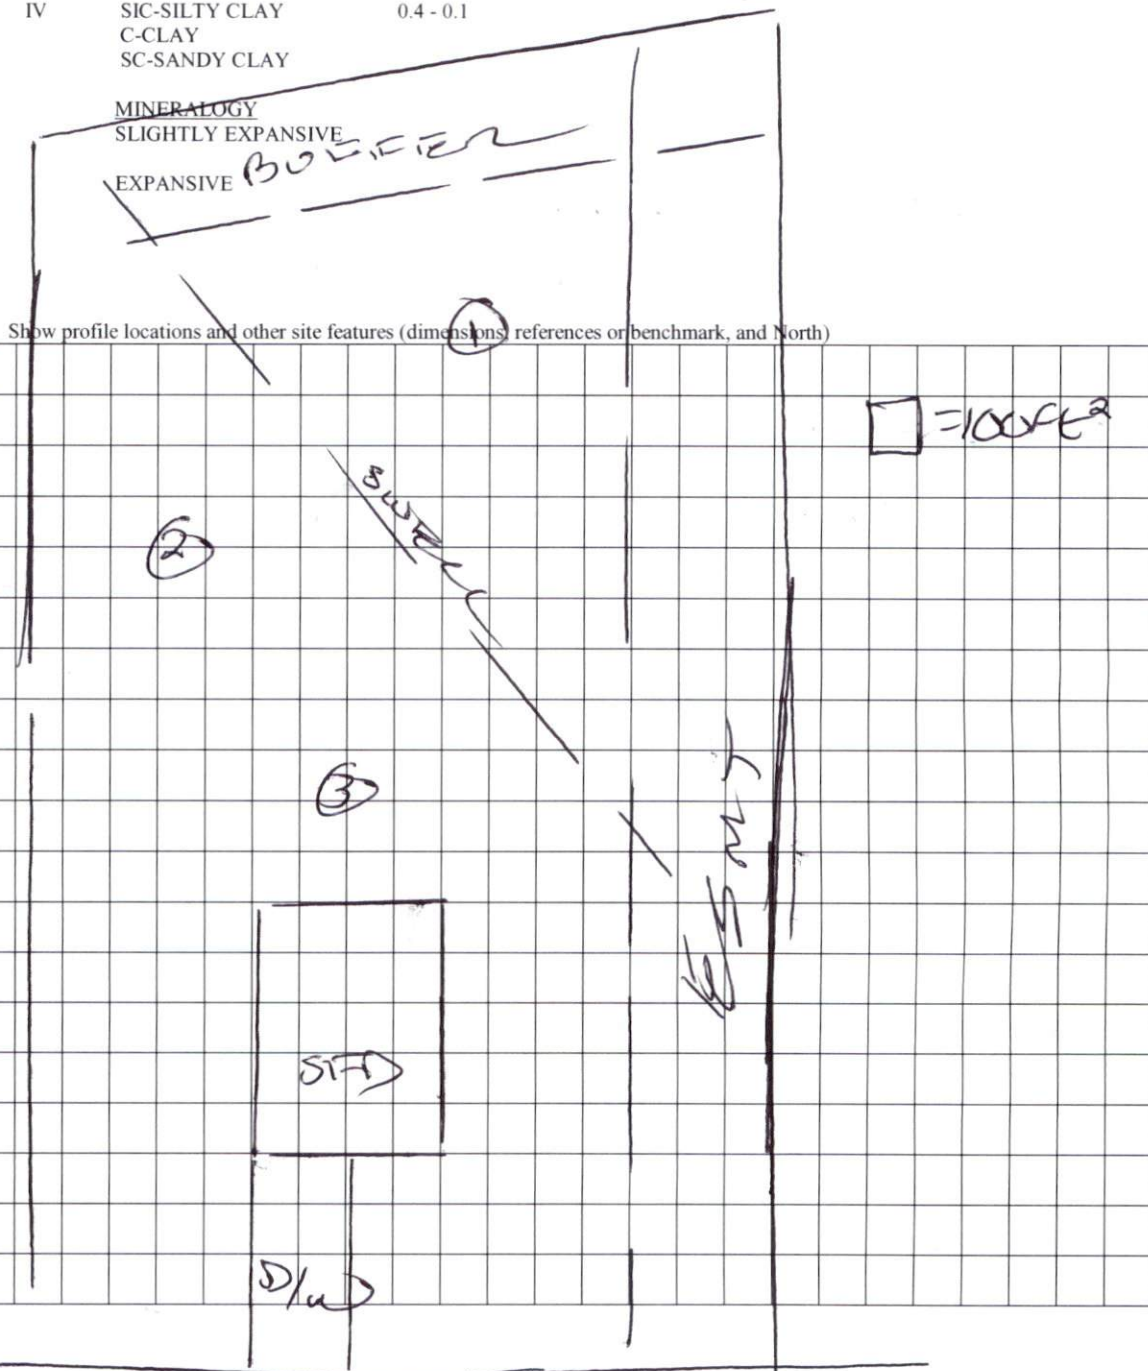 IV SIC-SILTY CLAY 0.4 - 0.1
C-CLAY
SC-SANDY CLAY
MINERALOGY
SLIGHTLY EXPANSIVE
EXPANSIVE
BUFFER
Show profile locations and other site features (dimensions, references or benchmark, and North)
1
=100ft²
SWELL
2
3
ESMT
SFD
D/W